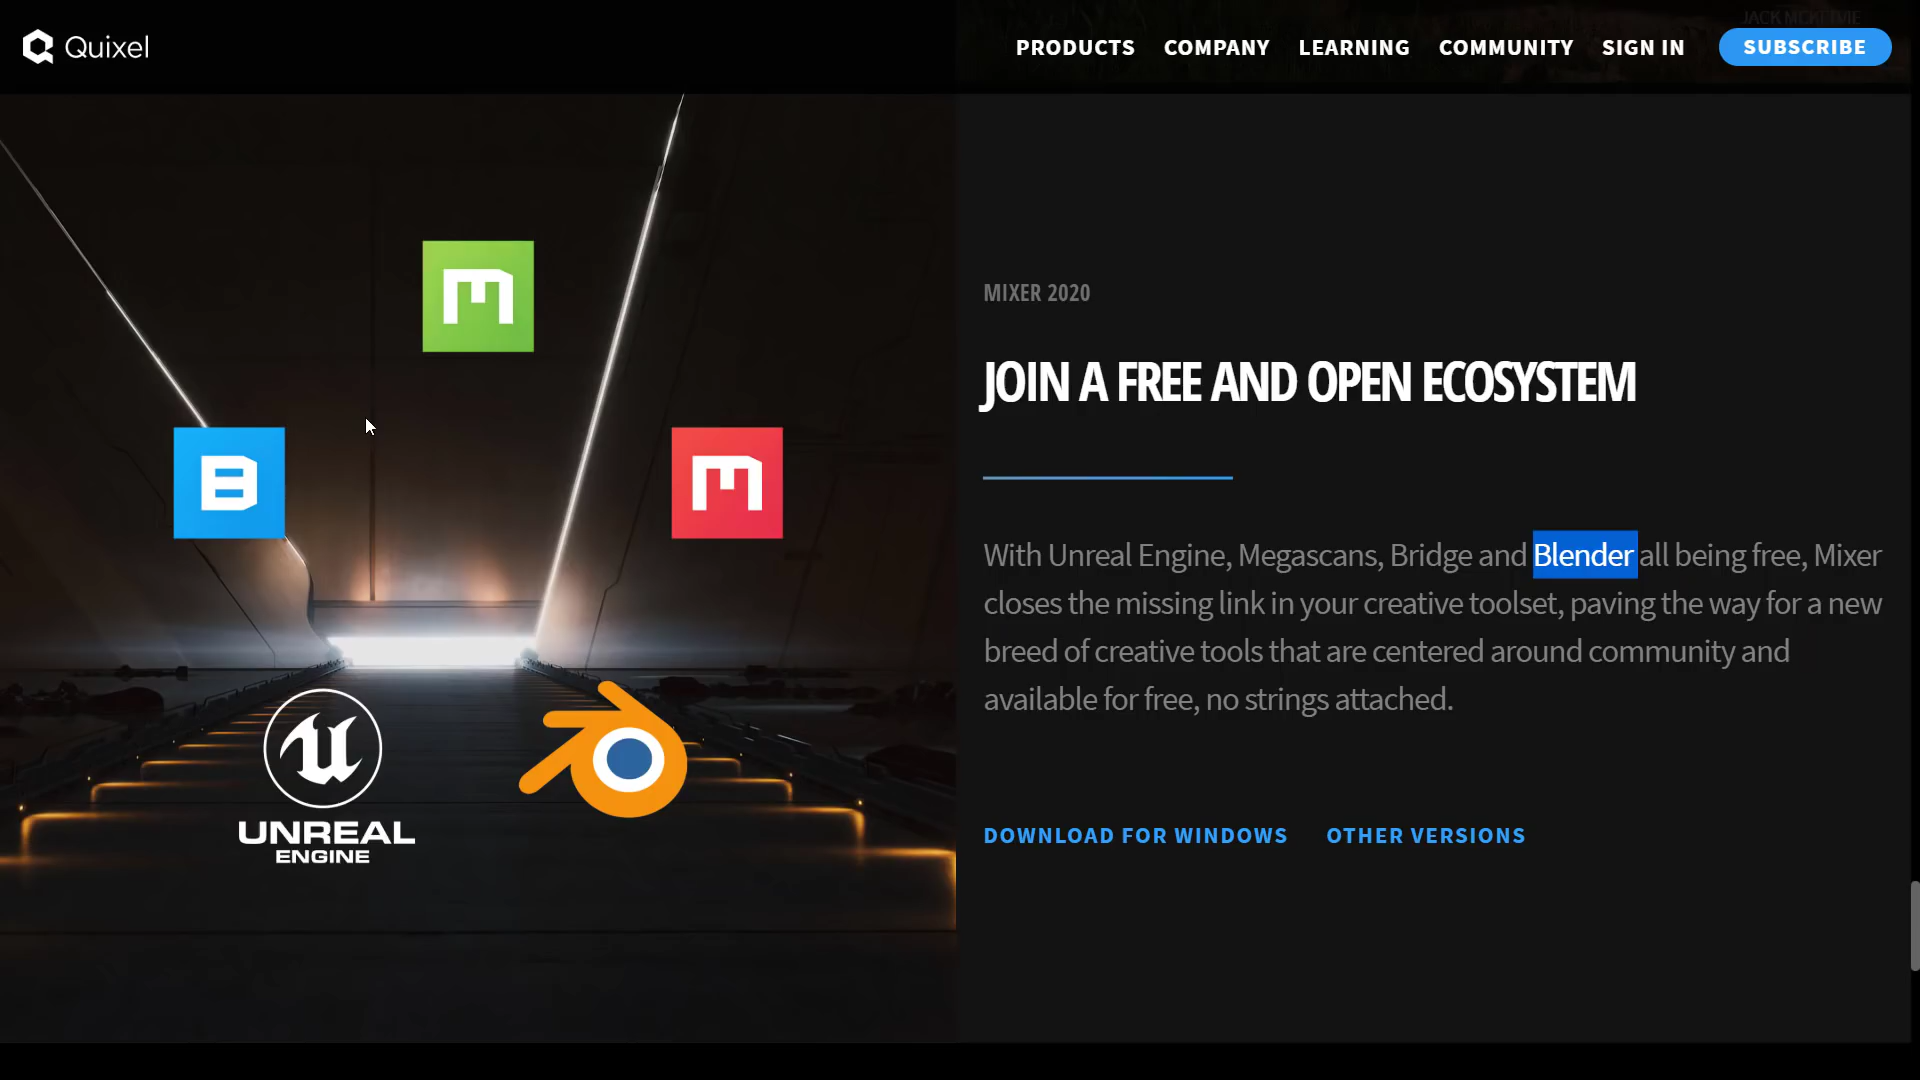 Quixel
PRODUCTS COMPANY LEARNING COMMUNITY SIGN IN SUBSCRIBE
MIXER 2020
JOIN A FREE AND OPEN ECOSYSTEM
With Unreal Engine, Megascans, Bridge and Blender all being free, Mixer
closes the missing link in your creative toolset, paving the way for a new
breed of creative tools that are centered around community and
available for free, no strings attached.
DOWNLOAD FOR WINDOWS OTHER VERSIONS
M
B
M
UNREAL
ENGINE